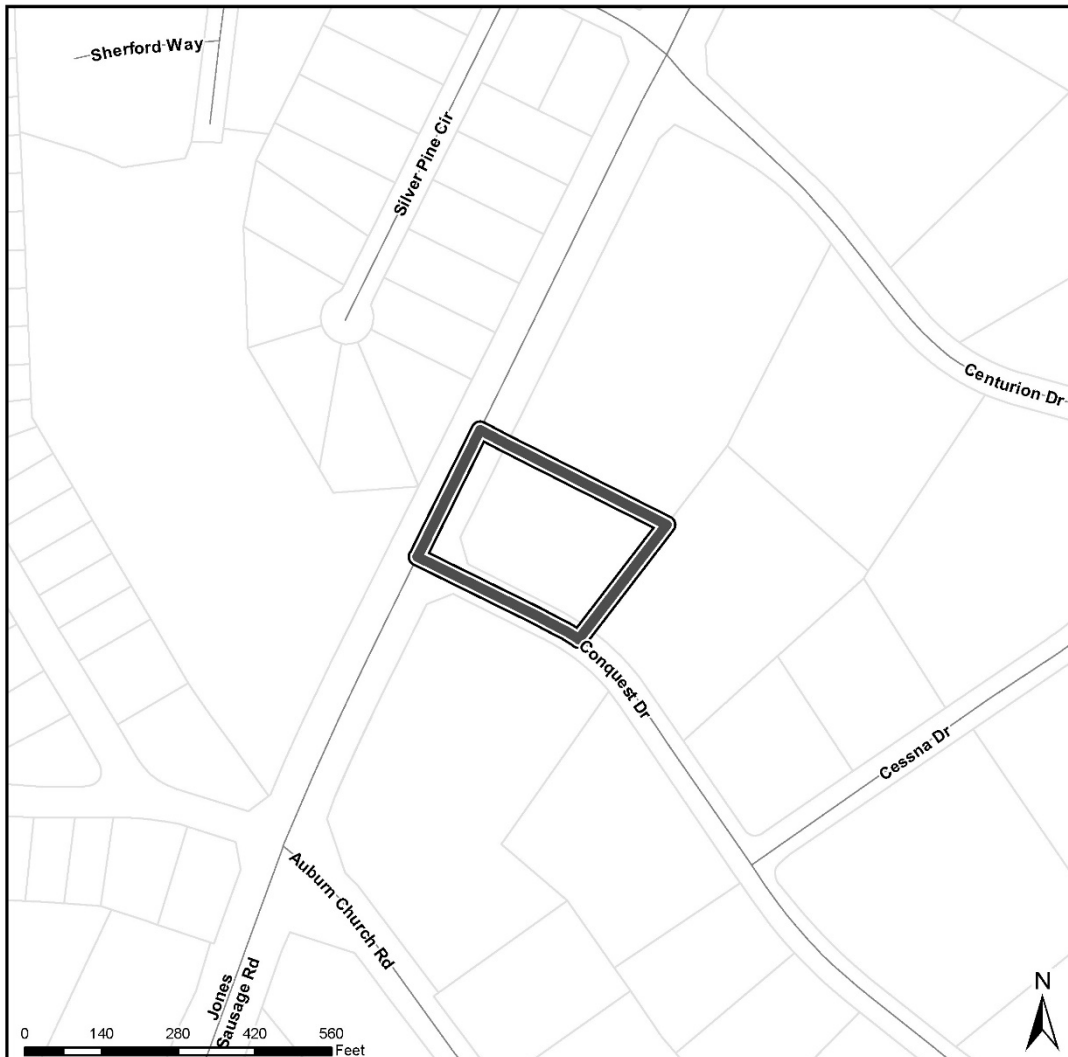 Sherford Way
Silver Pine Cir
Centurion Dr
Conquest Dr
Cessna Dr
Auburn Church Rd
Jones
Sausage Rd
N
0 140 280 420 560
Feet